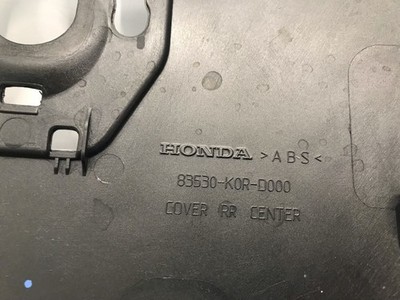 HONDA >ABS<
83530-K0R-D000
COVER RR CENTER